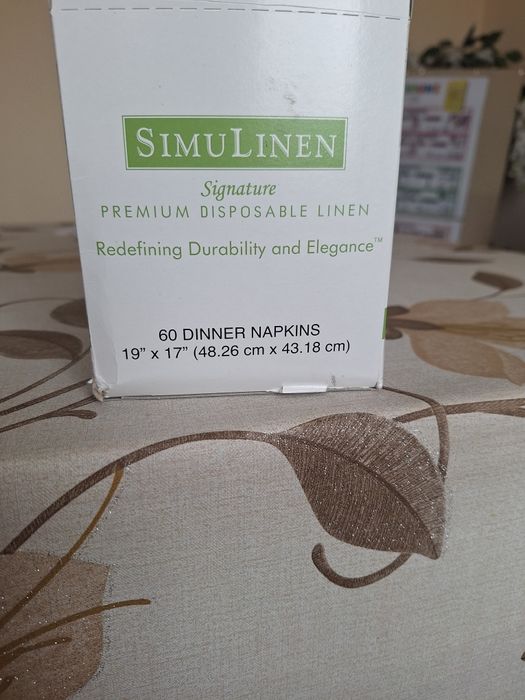 SIMULINEN
Signature
PREMIUM DISPOSABLE LINEN
Redefining Durability and Elegance™
60 DINNER NAPKINS
19” x 17” (48.26 cm x 43.18 cm)